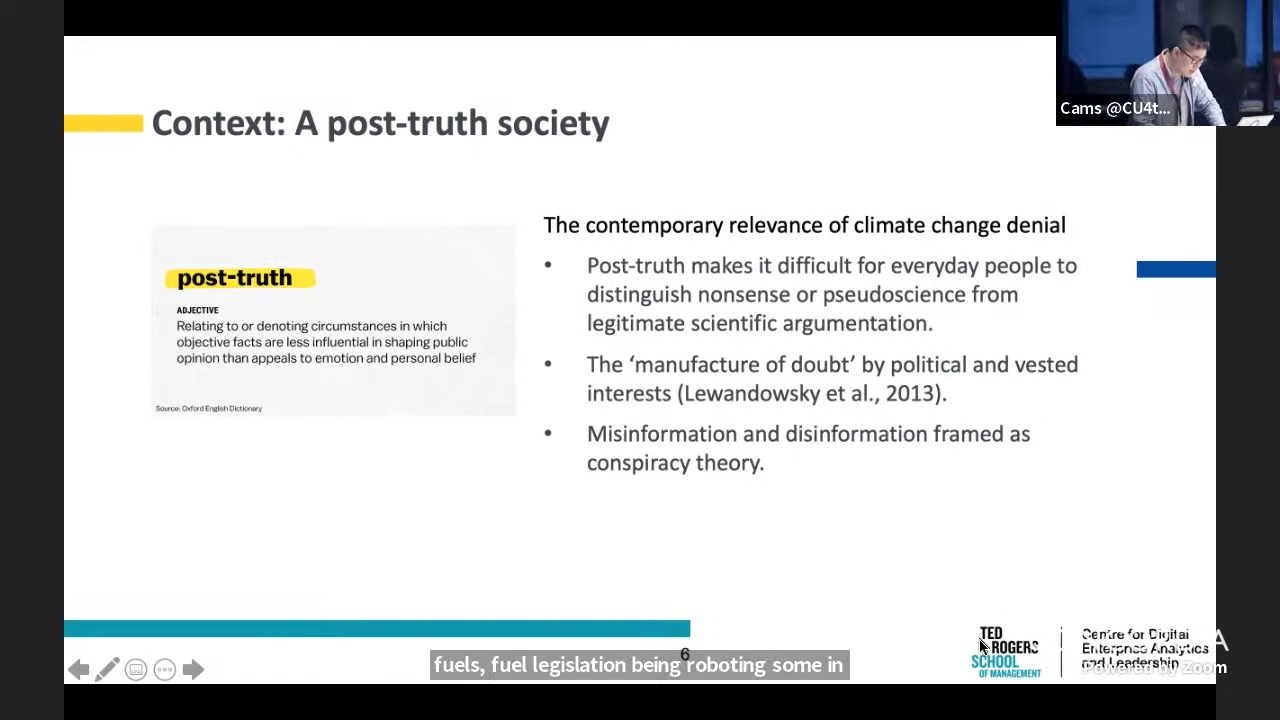 Cams @CU4t...
Context: A post-truth society
post-truth
ADJECTIVE
Relating to or denoting circumstances in which
objective facts are less influential in shaping public
opinion than appeals to emotion and personal belief
Source: Oxford English Dictionary
The contemporary relevance of climate change denial
• Post-truth makes it difficult for everyday people to
distinguish nonsense or pseudoscience from
legitimate scientific argumentation.
• The ‘manufacture of doubt’ by political and vested
interests (Lewandowsky et al., 2013).
• Misinformation and disinformation framed as
conspiracy theory.
6
fuels, fuel legislation being roboting some in
TED
ROGERS
SCHOOL
OF MANAGEMENT
Centre for Digital
Enterprise Analytics
and Leadership
Powered by Zoom